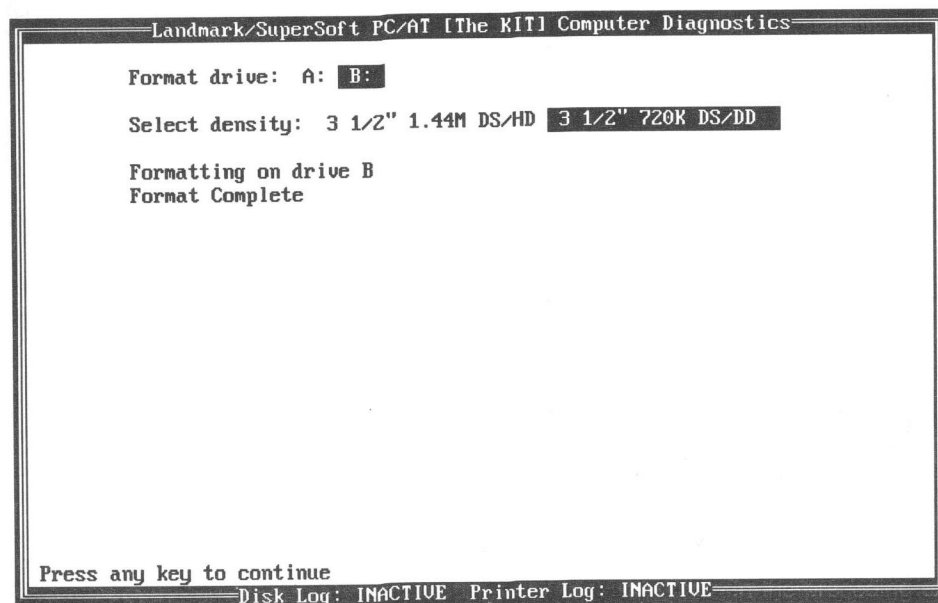 Landmark/SuperSoft PC/AT [The KIT] Computer Diagnostics
Format drive: A: B:
Select density: 3 1/2" 1.44M DS/HD 3 1/2" 720K DS/DD
Formatting on drive B
Format Complete
Press any key to continue
Disk Log: INACTIVE Printer Log: INACTIVE